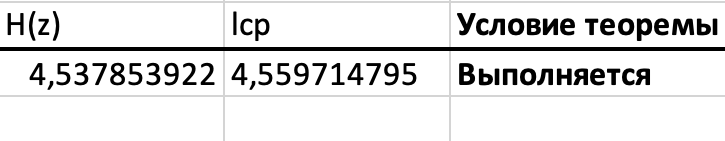 H(z) lcp Условие теоремы
4,537853922 4,559714795 Выполняется